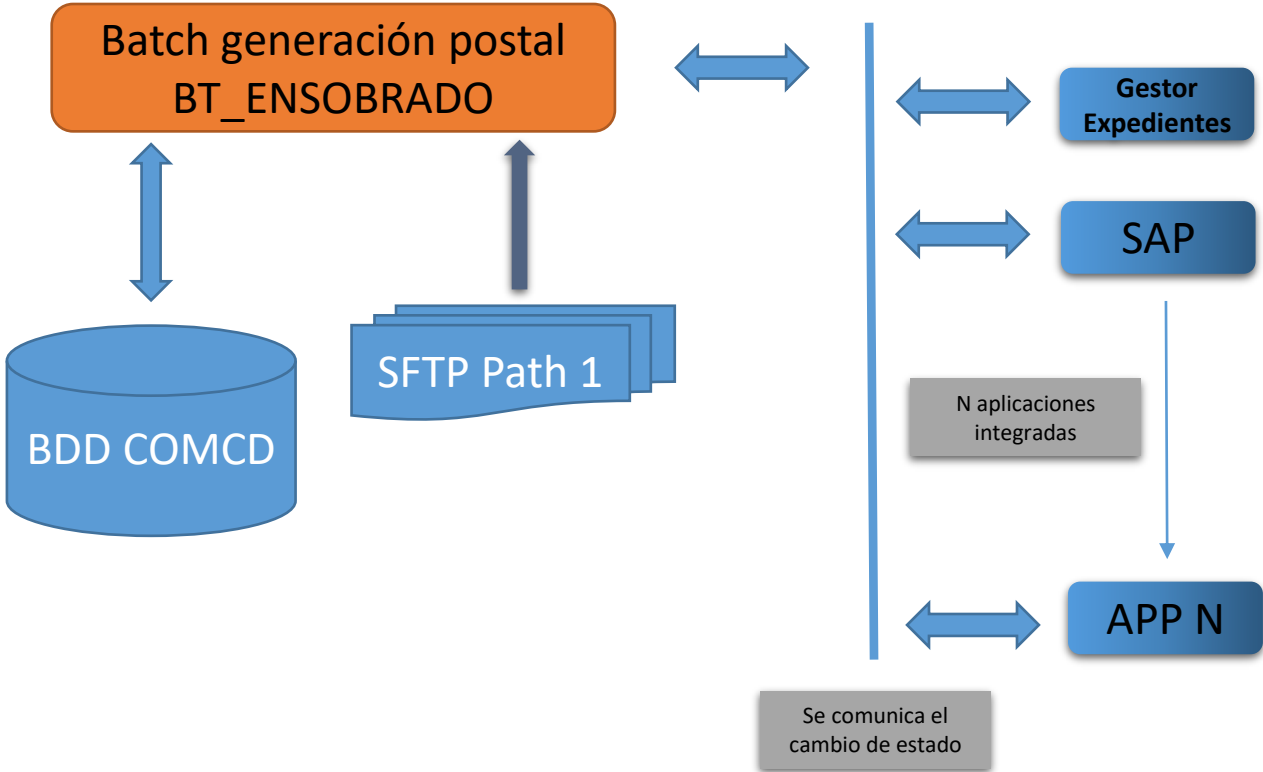 Batch generación postal
BT_ENSOBRADO
Gestor
Expedientes
SAP
SFTP Path 1
N aplicaciones
integradas
BDD COMCD
APP N
Se comunica el
cambio de estado